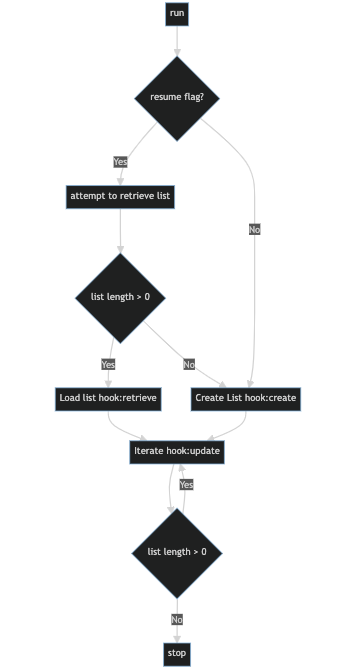 run
resume flag?
Yes
attempt to retrieve list
No
list length > 0
Yes
No
Load list hook:retrieve
Create List hook:create
Iterate hook:update
Yes
list length > 0
No
stop